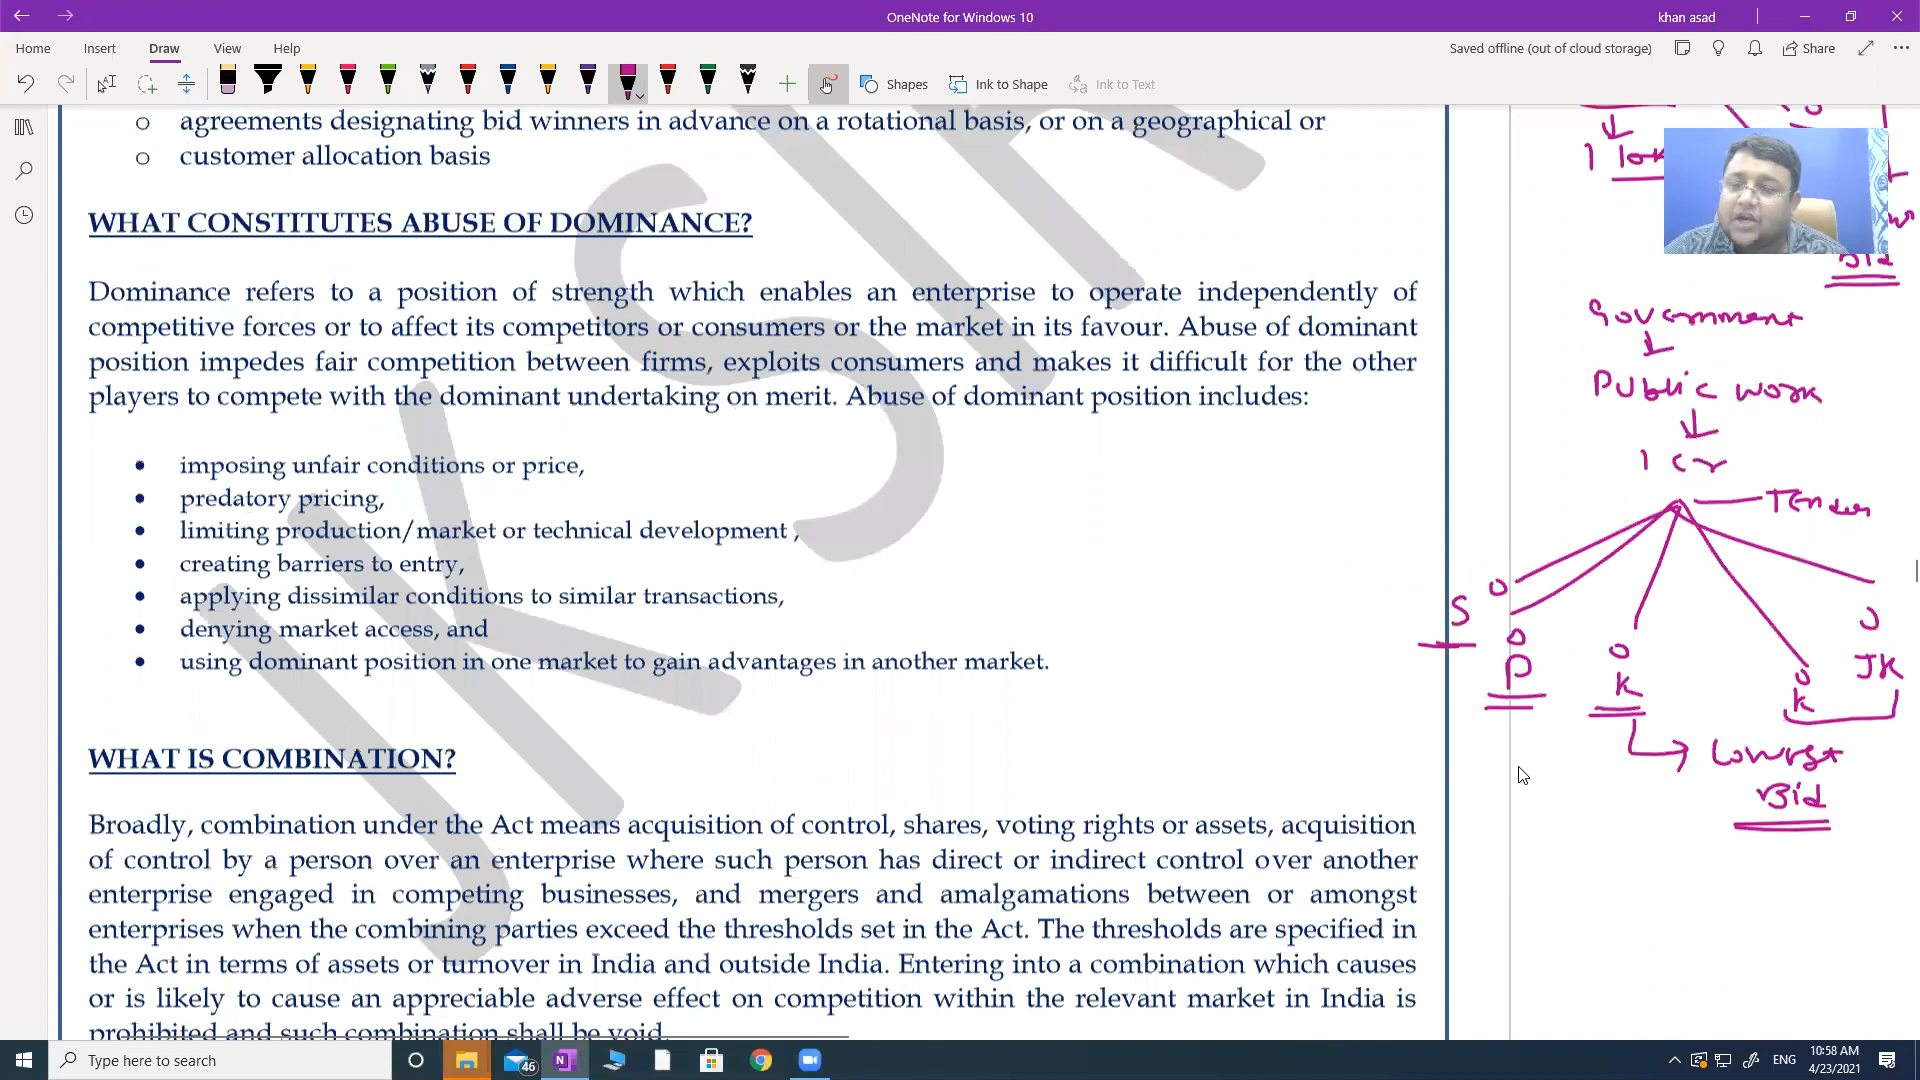 OneNote for Windows 10
khan asad
Home Insert Draw View Help
Saved offline (out of cloud storage)
Share
Shapes
Ink to Shape
Ink to Text
o agreements designating bid winners in advance on a rotational basis, or on a geographical or
o customer allocation basis
WHAT CONSTITUTES ABUSE OF DOMINANCE?
Dominance refers to a position of strength which enables an enterprise to operate independently of
competitive forces or to affect its competitors or consumers or the market in its favour. Abuse of dominant
position impedes fair competition between firms, exploits consumers and makes it difficult for the other
players to compete with the dominant undertaking on merit. Abuse of dominant position includes:
• imposing unfair conditions or price,
• predatory pricing,
• limiting production/market or technical development ,
• creating barriers to entry,
• applying dissimilar conditions to similar transactions,
• denying market access, and
• using dominant position in one market to gain advantages in another market.
WHAT IS COMBINATION?
Broadly, combination under the Act means acquisition of control, shares, voting rights or assets, acquisition
of control by a person over an enterprise where such person has direct or indirect control over another
enterprise engaged in competing businesses, and mergers and amalgamations between or amongst
enterprises when the combining parties exceed the thresholds set in the Act. The thresholds are specified in
the Act in terms of assets or turnover in India and outside India. Entering into a combination which causes
or is likely to cause an appreciable adverse effect on competition within the relevant market in India is
prohibited and such combination shall be void.
Bid
Government
Public work
1 Cr
Tender
S
P
K
K
JK
Lowest
Bid
Type here to search
46
ENG
10:58 AM
4/23/2021